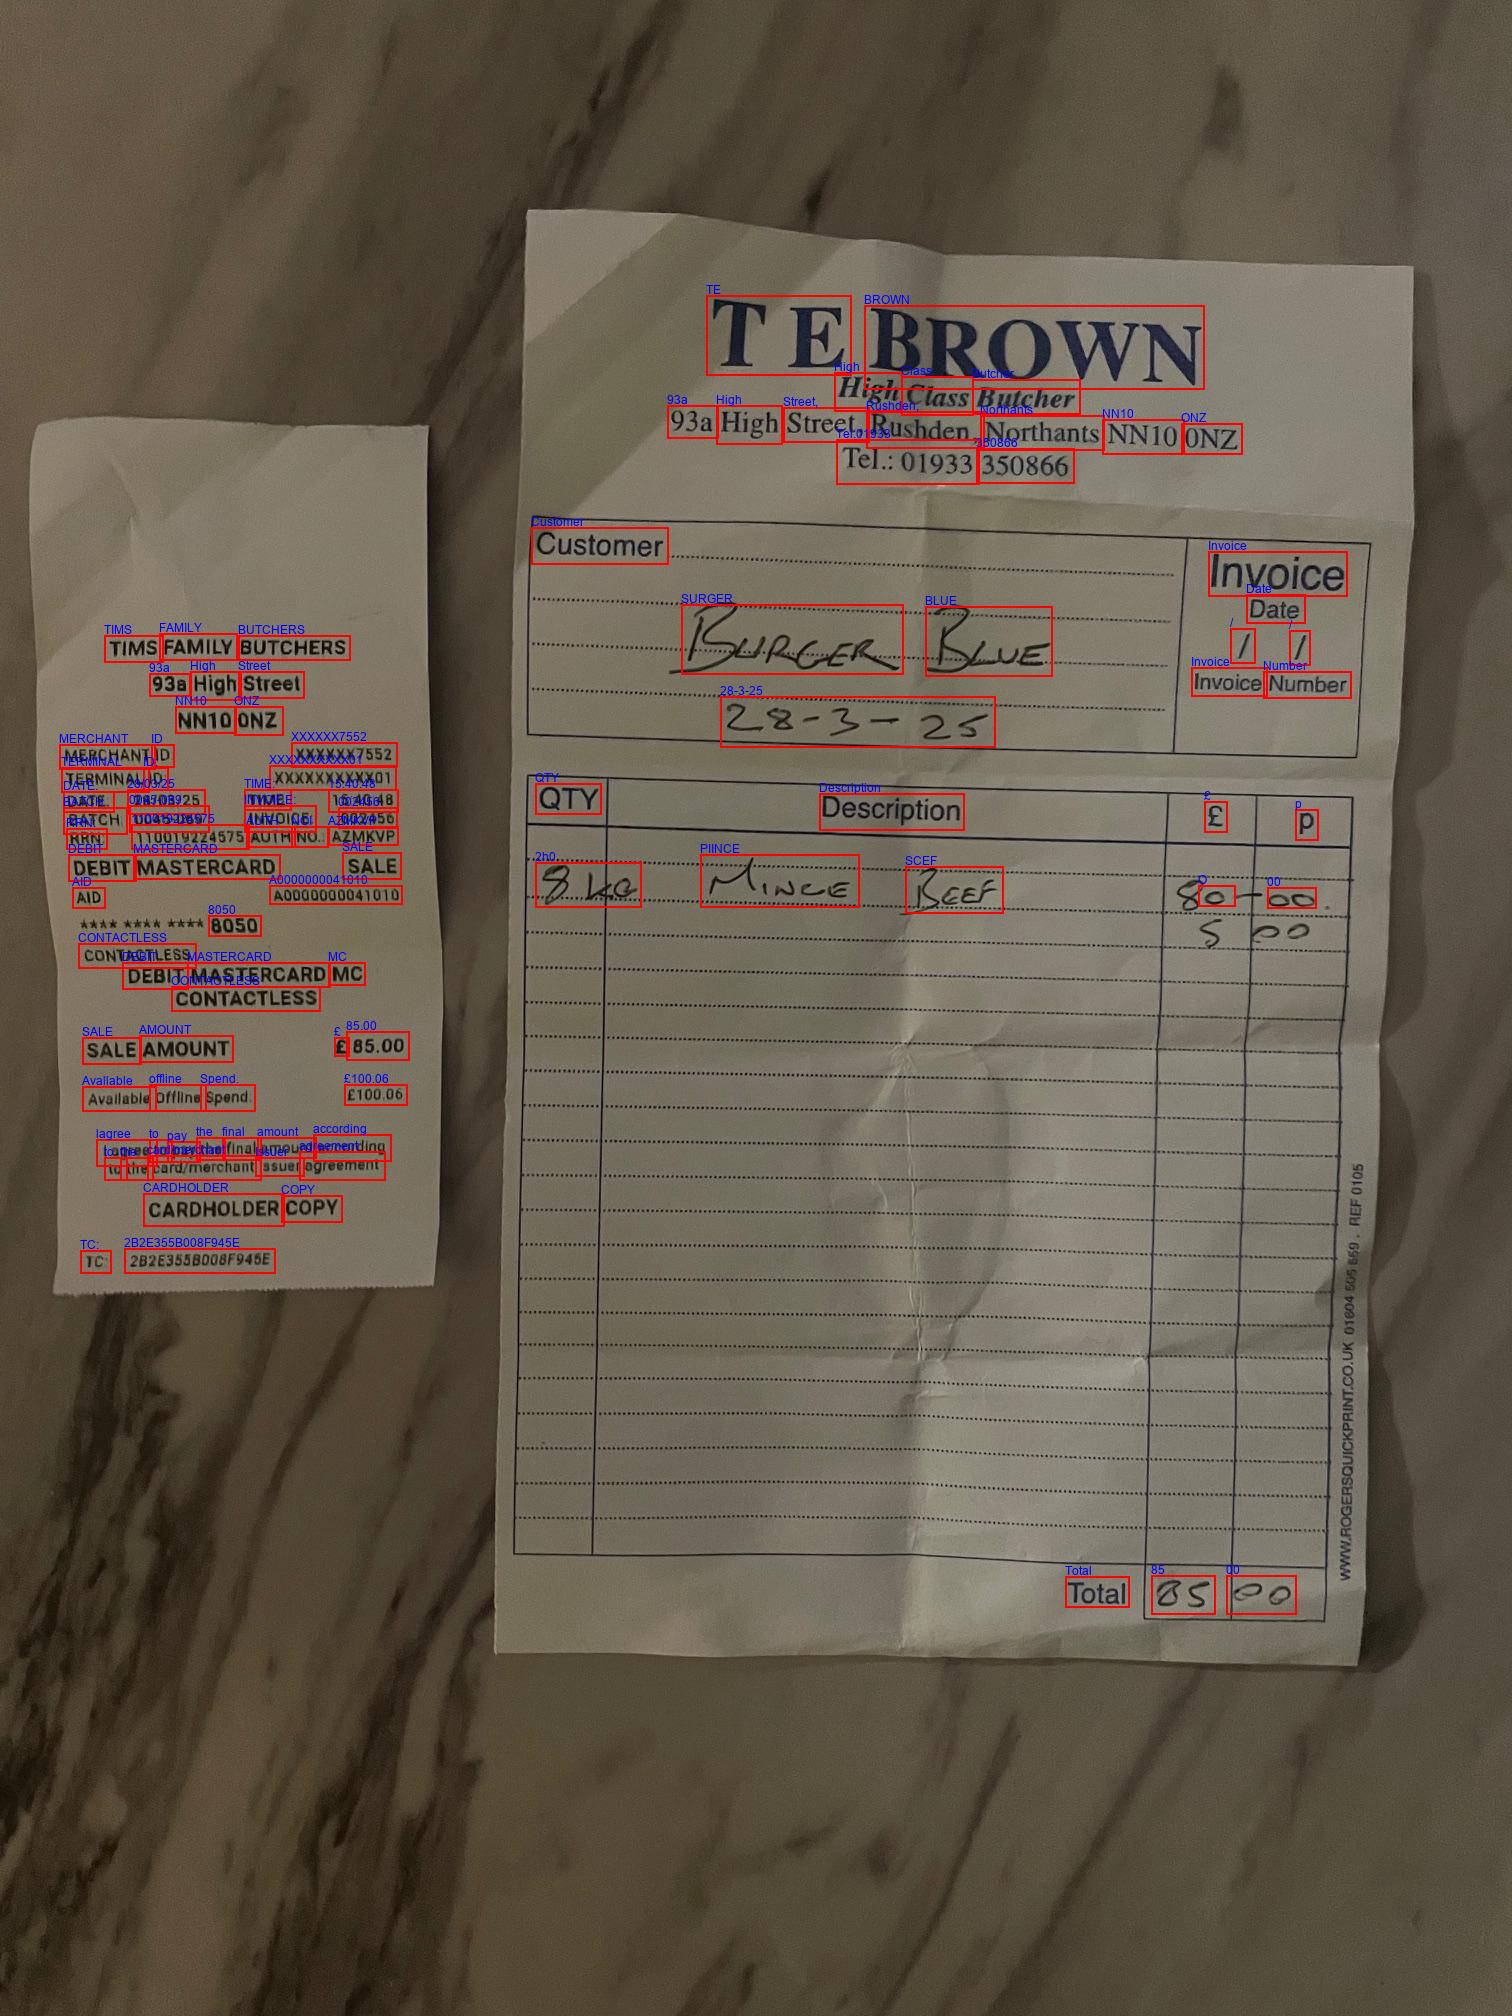 TIMS FAMILY BUTCHERS
93a High Street
NN10 0NZ
MERCHANT ID XXXXXX7552
TERMINAL ID: XXXXXXXXXX01
DATE: 28/03/25 TIME: 15:40:48
BATCH: INVOICE: 002456
RRN: 110019224575 AUTH NO.: AZMKVP
DEBIT MASTERCARD SALE
AID A0000000041010
**** **** **** 8050
CONTACTLESS
DEBIT MASTERCARD MC
CONTACTLESS
SALE AMOUNT £85.00
Available Offline Spend. £100.06
I agree to pay the final amount according
to the card/merchant issuer agreement
CARDHOLDER COPY
TC: 2B2E355B008F945E
T E BROWN
High Class Butcher
93a High Street, Rushden, Northants NN10 0NZ
Tel.: 01933 350866
Customer
BURGER BLUE
28-3-25
Invoice
Date
/ /
Invoice Number
QTY Description £ p
8 KG MINCE BEEF 80-00.
5 00
Total 85 00
WWW.ROGERSQUICKPRINT.CO.UK 01604 505 559 . REF 0105